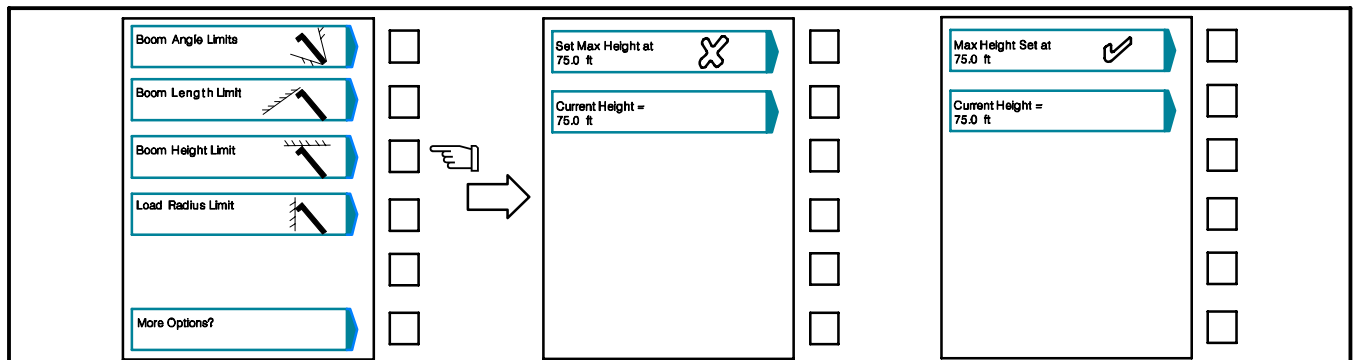 Boom Angle Limits
Boom Length Limit
Boom Height Limit
Load Radius Limit
More Options?
Set Max Height at
75.0 ft
Current Height =
75.0 ft
Max Height Set at
75.0 ft
Current Height =
75.0 ft